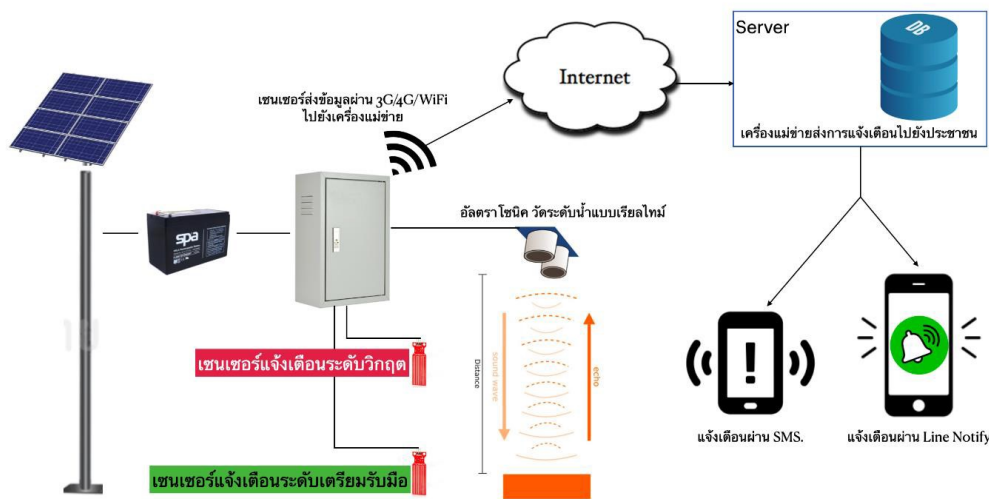 Server
DB
Internet
เซนเซอร์ส่งข้อมูลผ่าน 3G/4G/WiFi
ไปยังเครื่องแม่ข่าย
เครื่องแม่ข่ายส่งการแจ้งเตือนไปยังประชาชน
อัลตราโซนิค วัดระดับน้ำแบบเรียลไทม์
spa
Distance
sound wave
echo
เซนเซอร์แจ้งเตือนระดับวิกฤต
เซนเซอร์แจ้งเตือนระดับเตรียมรับมือ
แจ้งเตือนผ่าน SMS.
แจ้งเตือนผ่าน Line Notify